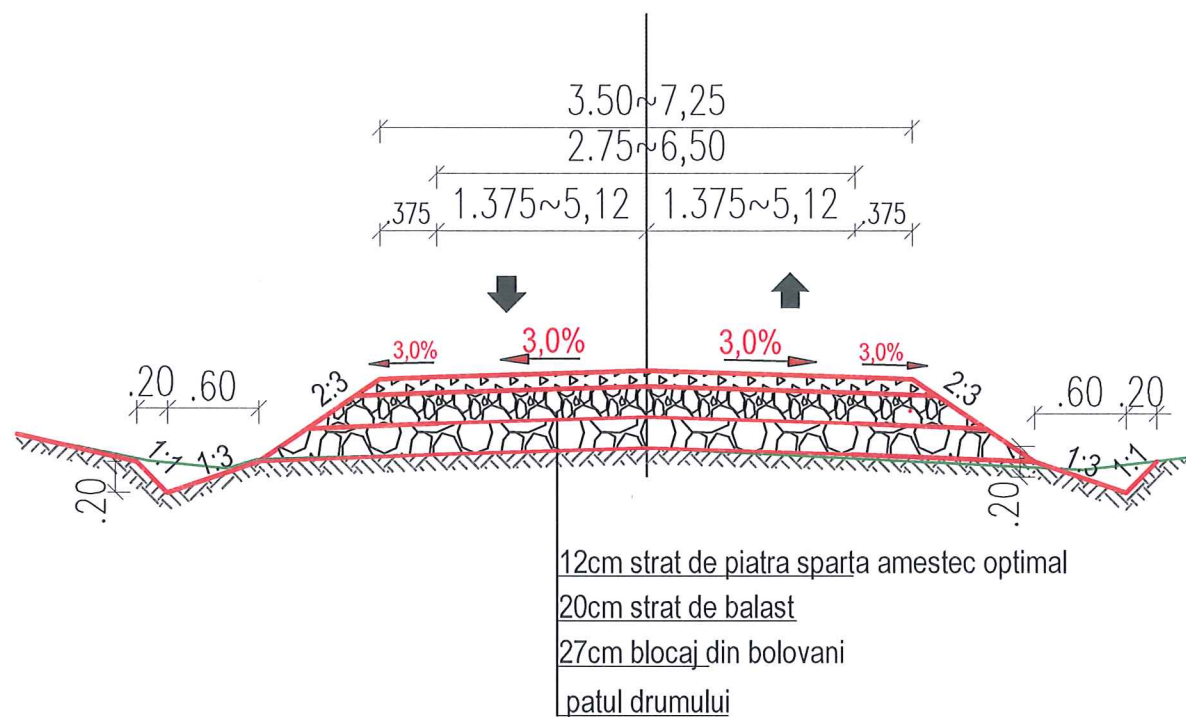 3.50~7,25
2.75~6,50
.375 1.375~5,12 1.375~5,12 .375
3,0% 3,0% 3,0% 3,0%
.20 .60 2:3 2:3 .60 .20
1:1 1:3 1:3 1:1
.20 .20
12cm strat de piatra sparta amestec optimal
20cm strat de balast
27cm blocaj din bolovani
patul drumului